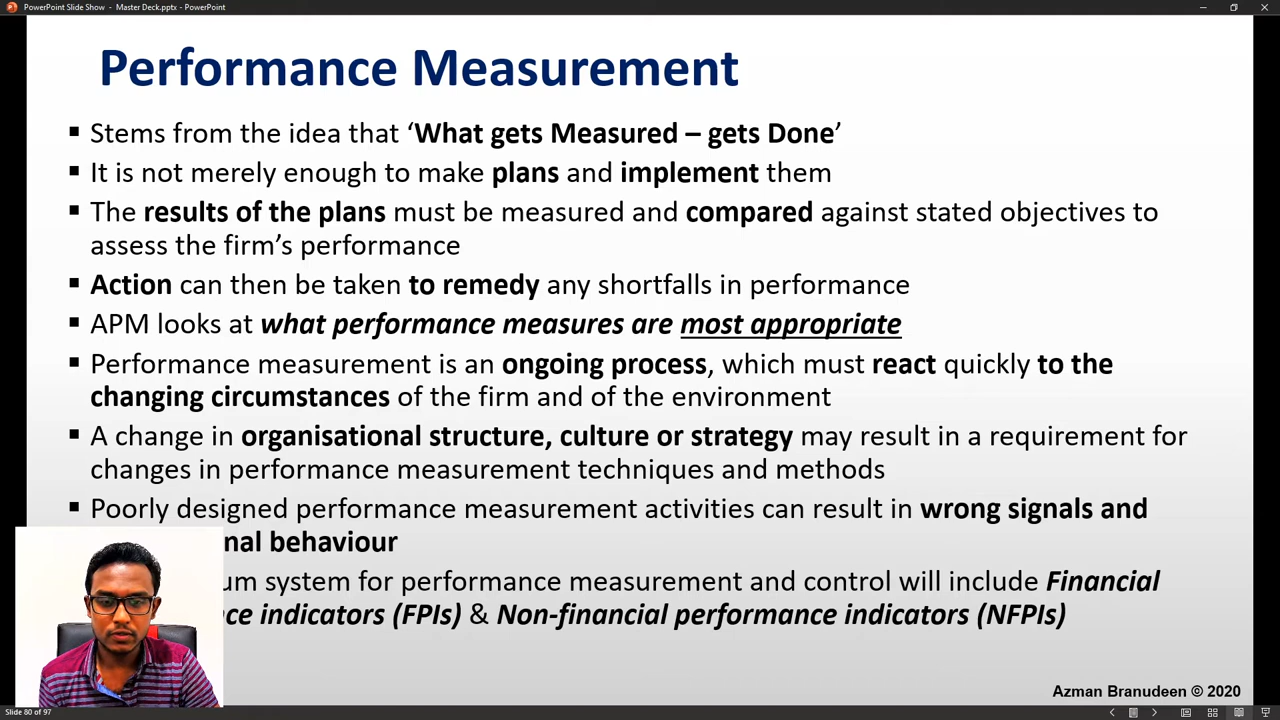 PowerPoint Slide Show - Master Deck.pptx - PowerPoint
Performance Measurement
▪ Stems from the idea that ‘What gets Measured – gets Done’
▪ It is not merely enough to make plans and implement them
▪ The results of the plans must be measured and compared against stated objectives to
assess the firm’s performance
▪ Action can then be taken to remedy any shortfalls in performance
▪ APM looks at what performance measures are most appropriate
▪ Performance measurement is an ongoing process, which must react quickly to the
changing circumstances of the firm and of the environment
▪ A change in organisational structure, culture or strategy may result in a requirement for
changes in performance measurement techniques and methods
▪ Poorly designed performance measurement activities can result in wrong signals and
behaviour
system for performance measurement and control will include Financial
indicators (FPIs) & Non-financial performance indicators (NFPIs)
Azman Branudeen © 2020
Slide 80 of 97